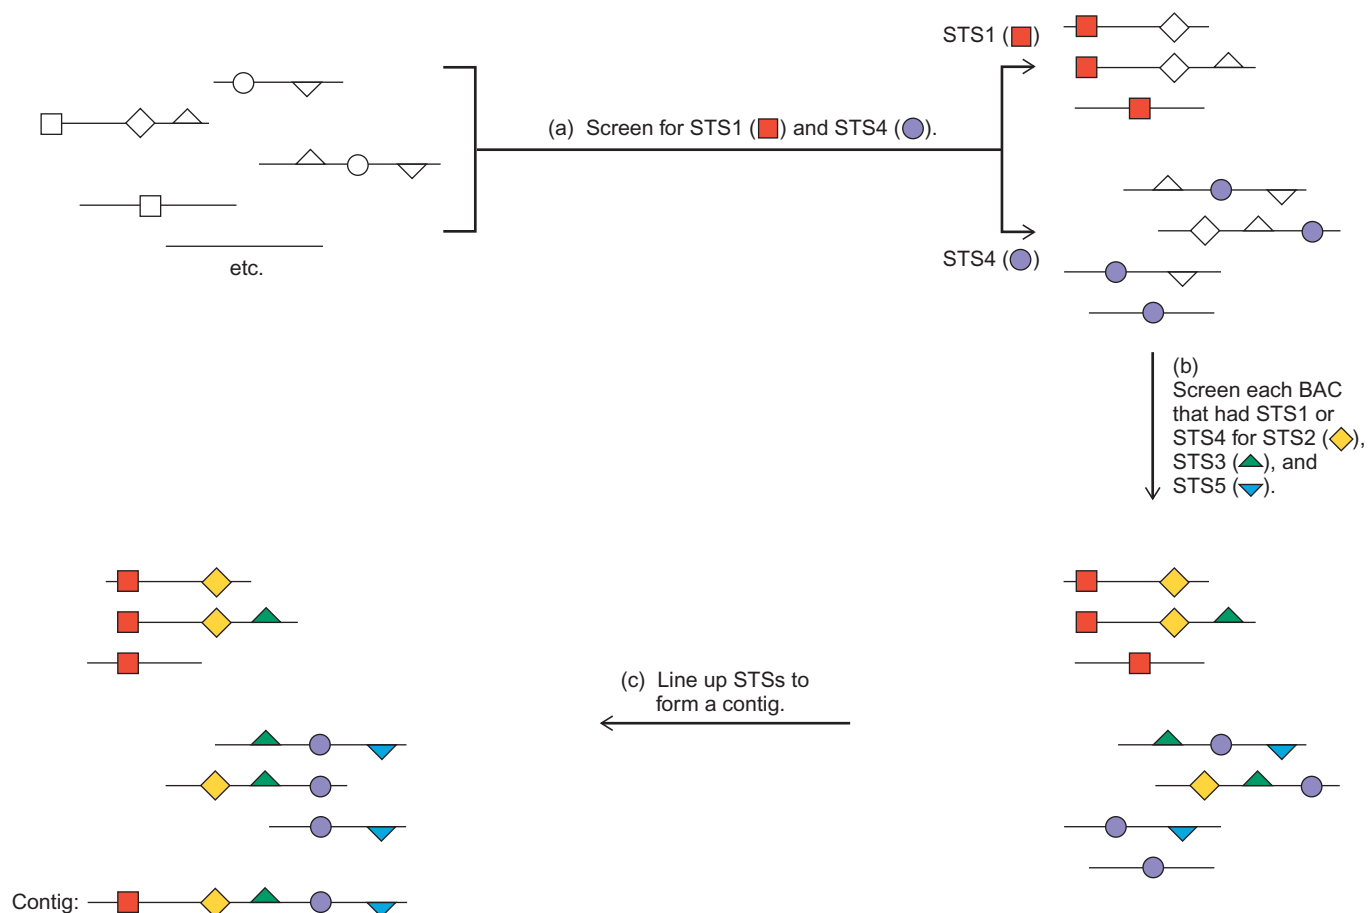 STS1 ( )
(a) Screen for STS1 ( ) and STS4 ( ).
etc.
STS4 ( )
(b)
Screen each BAC
that had STS1 or
STS4 for STS2 ( ),
STS3 ( ), and
STS5 ( ).
(c) Line up STSs to
form a contig.
Contig: